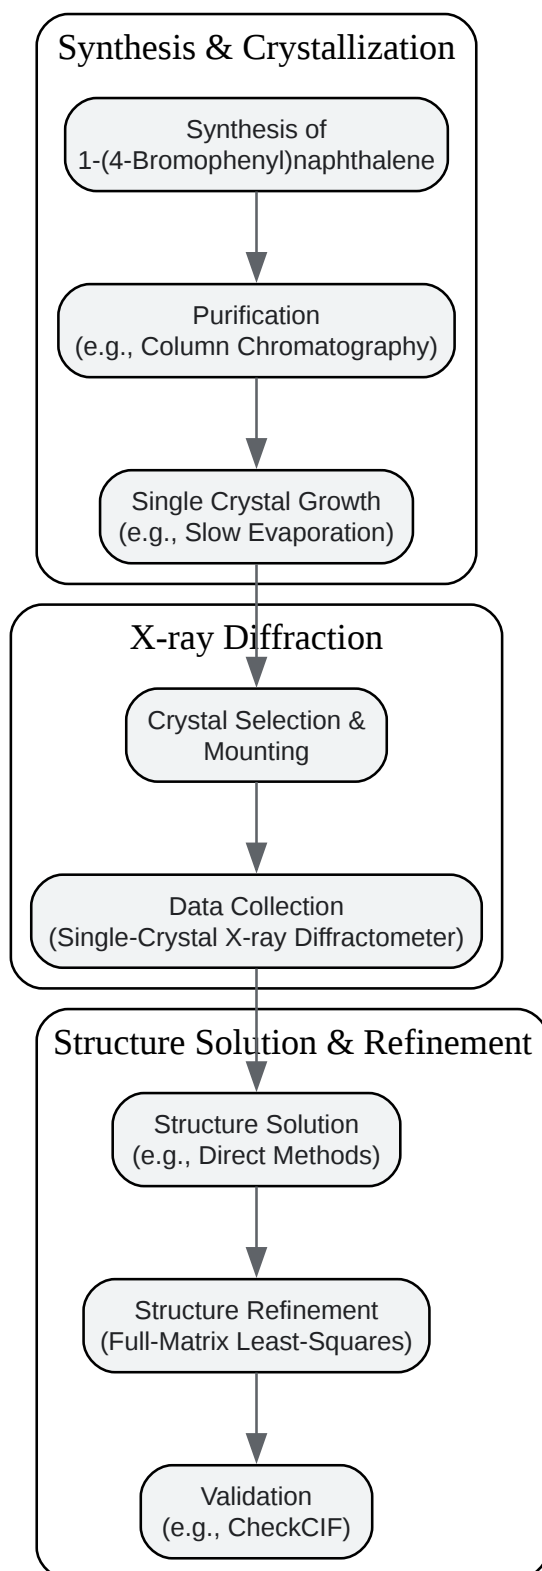 Synthesis & Crystallization
Synthesis of
1-(4-Bromophenyl)naphthalene
Purification
(e.g., Column Chromatography)
Single Crystal Growth
(e.g., Slow Evaporation)
X-ray Diffraction
Crystal Selection &
Mounting
Data Collection
(Single-Crystal X-ray Diffractometer)
Structure Solution & Refinement
Structure Solution
(e.g., Direct Methods)
Structure Refinement
(Full-Matrix Least-Squares)
Validation
(e.g., CheckCIF)